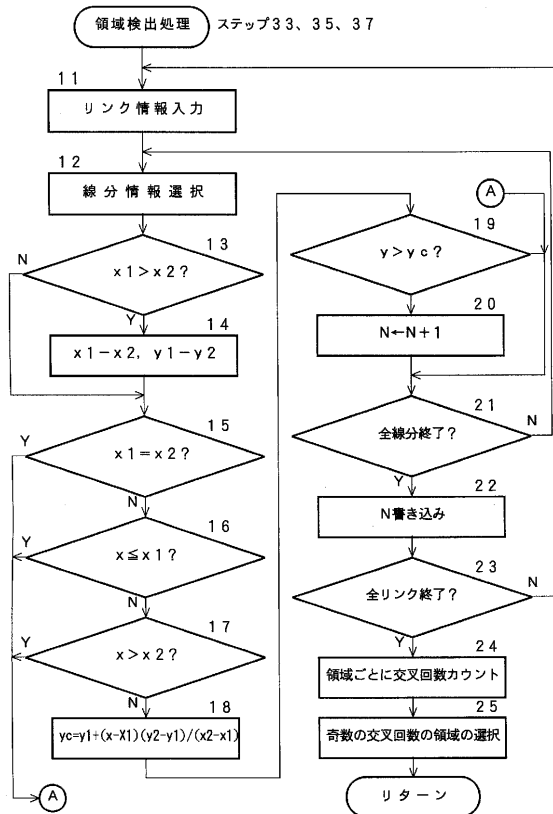 領域検出処理 ステップ33、35、37
11
リンク情報入力
12
線分情報選択
13
x1>x2?
N
Y
14
x1−x2, y1−y2
15
x1=x2?
Y
N
16
x≦x1?
Y
N
17
x>x2?
Y
N
18
yc=y1+(x-X1)(y2-y1)/(x2-x1)
A
A
19
y>yc?
20
N←N+1
21
全線分終了?
N
Y
22
N書き込み
23
全リンク終了?
N
Y
24
領域ごとに交叉回数カウント
25
奇数の交叉回数の領域の選択
リターン